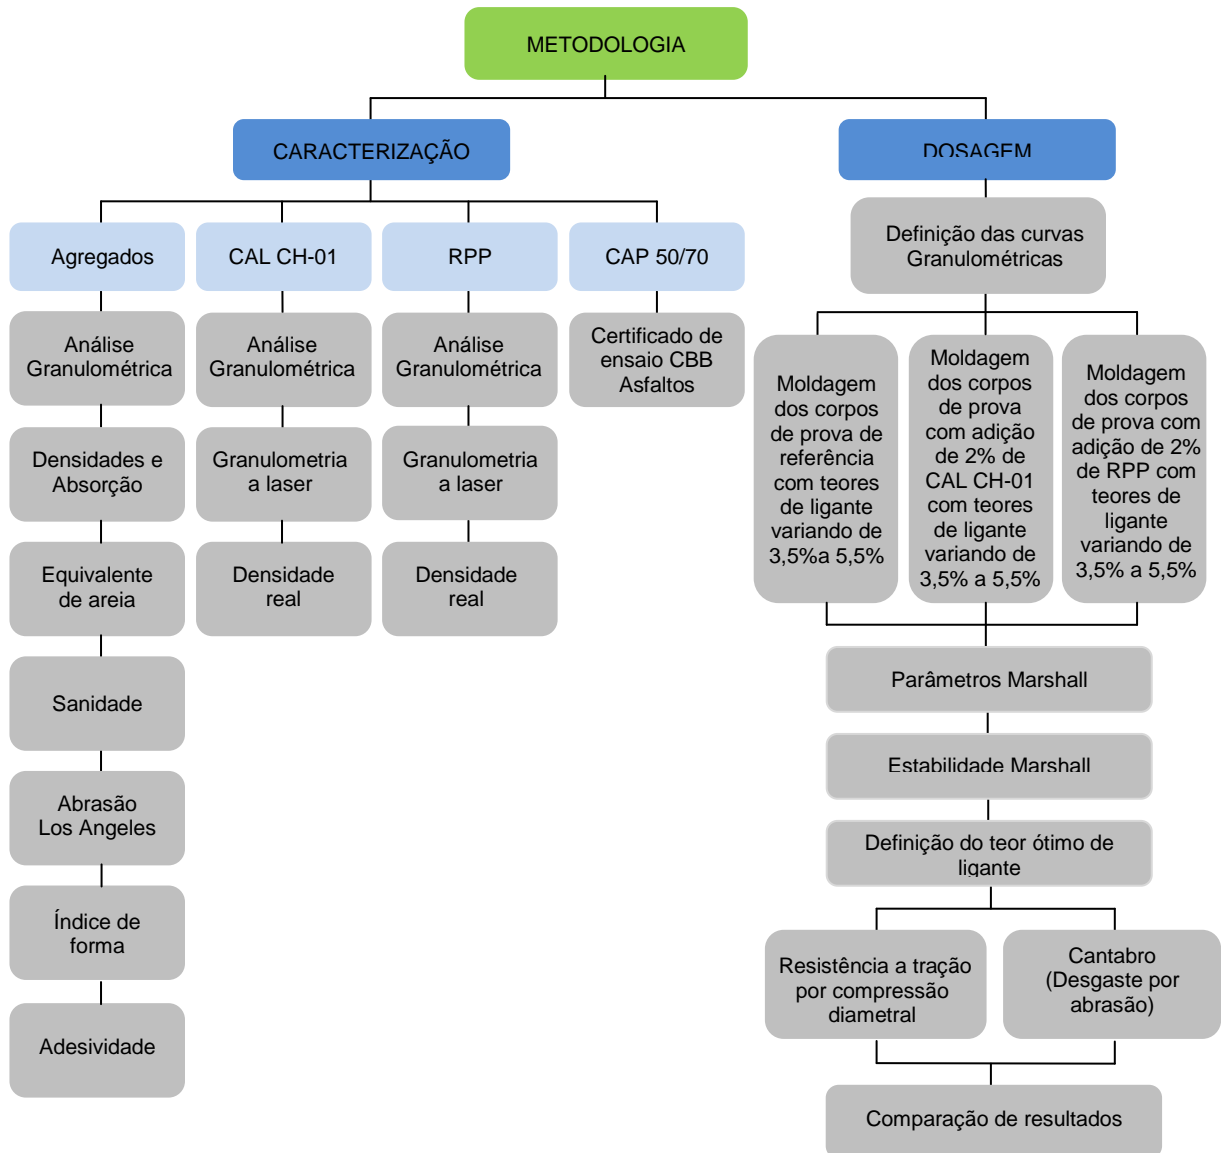 METODOLOGIA
CARACTERIZAÇÃO
DOSAGEM
Agregados
CAL CH-01
RPP
CAP 50/70
Análise
Granulométrica
Densidades e
Absorção
Equivalente
de areia
Sanidade
Abrasão
Los Angeles
Índice de
forma
Adesividade
Análise
Granulométrica
Granulometria
a laser
Densidade
real
Análise
Granulométrica
Granulometria
a laser
Densidade
real
Certificado de
ensaio CBB
Asfaltos
Definição das curvas
Granulométricas
Moldagem
dos corpos
de prova de
referência
com teores
de ligante
variando de
3,5%a 5,5%
Moldagem
dos corpos
de prova
com adição
de 2% de
CAL CH-01
com teores
de ligante
variando de
3,5% a 5,5%
Moldagem
dos corpos
de prova com
adição de 2%
de RPP com
teores de
ligante
variando de
3,5% a 5,5%
Parâmetros Marshall
Estabilidade Marshall
Definição do teor ótimo de
ligante
Resistência a tração
por compressão
diametral
Cantabro
(Desgaste por
abrasão)
Comparação de resultados